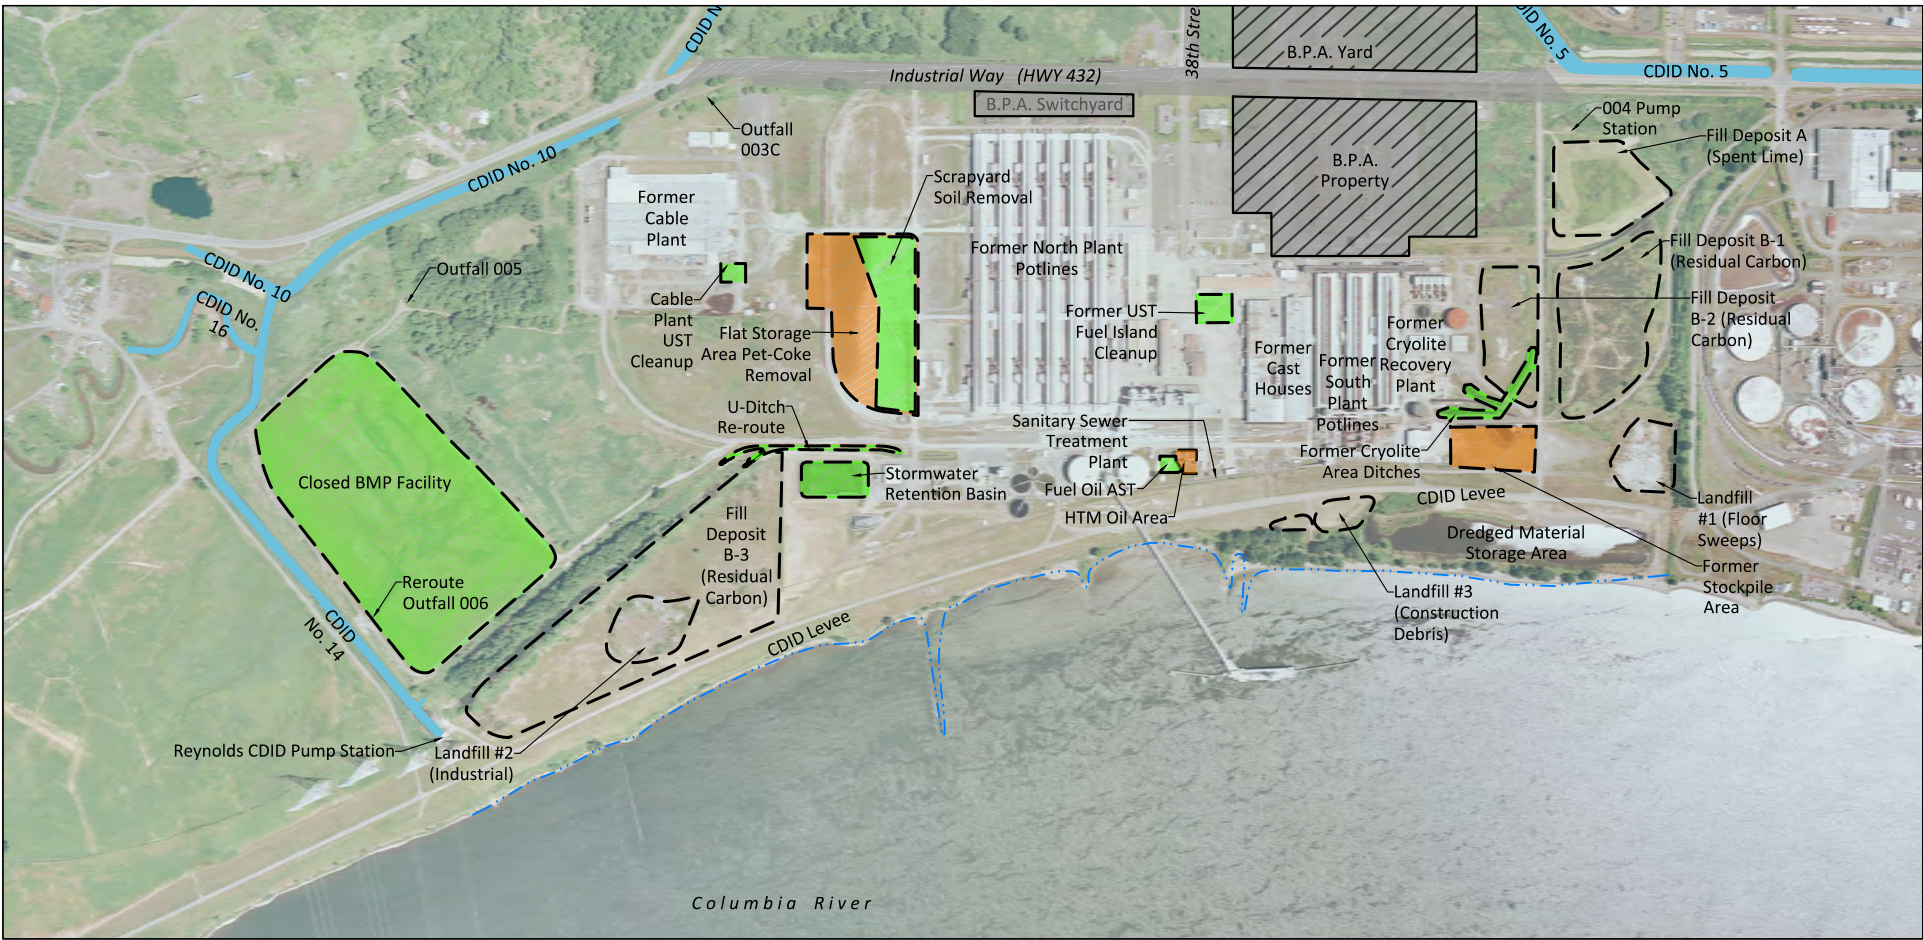 CDID N
38th Stre
DID No. 5
B.P.A. Yard
Industrial Way (HWY 432)
CDID No. 5
B.P.A. Switchyard
004 Pump
Station
Outfall
003C
Fill Deposit A
(Spent Lime)
CDID No. 10
B.P.A.
Property
Scrapyard
Soil Removal
Former
Cable
Plant
Former North Plant
Potlines
Fill Deposit B-1
(Residual Carbon)
CDID No. 10
Outfall 005
CDID No.
16
Cable
Plant
UST
Cleanup
Flat Storage
Area Pet-Coke
Removal
Former UST
Fuel Island
Cleanup
Former
Cast
Houses
Former
South
Plant
Potlines
Former
Cryolite
Recovery
Plant
Fill Deposit
B-2 (Residual
Carbon)
U-Ditch
Re-route
Sanitary Sewer
Treatment
Plant
Former Cryolite
Area Ditches
Closed BMP Facility
Stormwater
Retention Basin
Fuel Oil AST
HTM Oil Area
CDID Levee
Landfill
#1 (Floor
Sweeps)
Fill
Deposit
B-3
(Residual
Carbon)
Dredged Material
Storage Area
Former
Stockpile
Area
Reroute
Outfall 006
Landfill #3
(Construction
Debris)
CDID
No. 14
CDID Levee
Reynolds CDID Pump Station
Landfill #2
(Industrial)
Columbia River